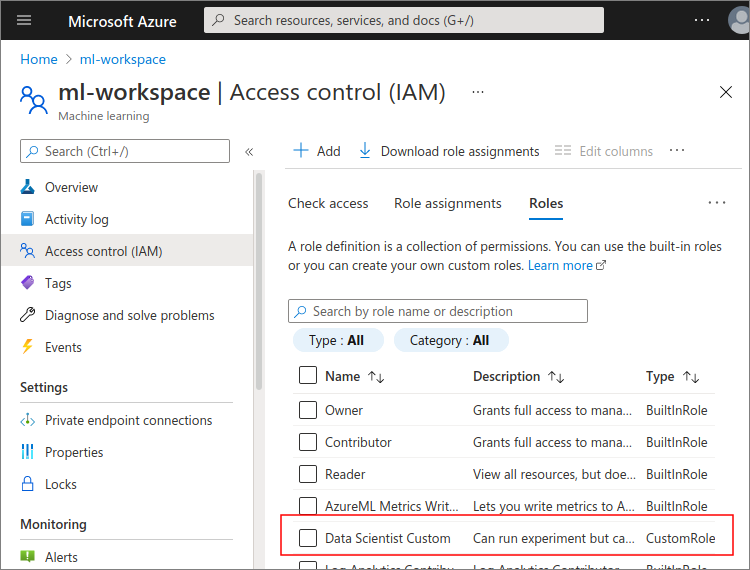 Microsoft Azure
Search resources, services, and docs (G+/)
...
Home > ml-workspace
ml-workspace | Access control (IAM) ...
Machine learning
Search (Ctrl+/) «
+ Add Download role assignments Edit columns ...
Overview
Activity log
Access control (IAM)
Tags
Diagnose and solve problems
Events
Settings
Private endpoint connections
Properties
Locks
Monitoring
Alerts
Check access Role assignments Roles ...
A role definition is a collection of permissions. You can use the built-in roles
or you can create your own custom roles. Learn more
Search by role name or description
Type : All Category : All
Name ↑↓ Description ↑↓ Type ↑↓
Owner Grants full access to mana... BuiltInRole
Contributor Grants full access to mana... BuiltInRole
Reader View all resources, but doe... BuiltInRole
AzureML Metrics Writ... Lets you write metrics to A... BuiltInRole
Data Scientist Custom Can run experiment but ca... CustomRole